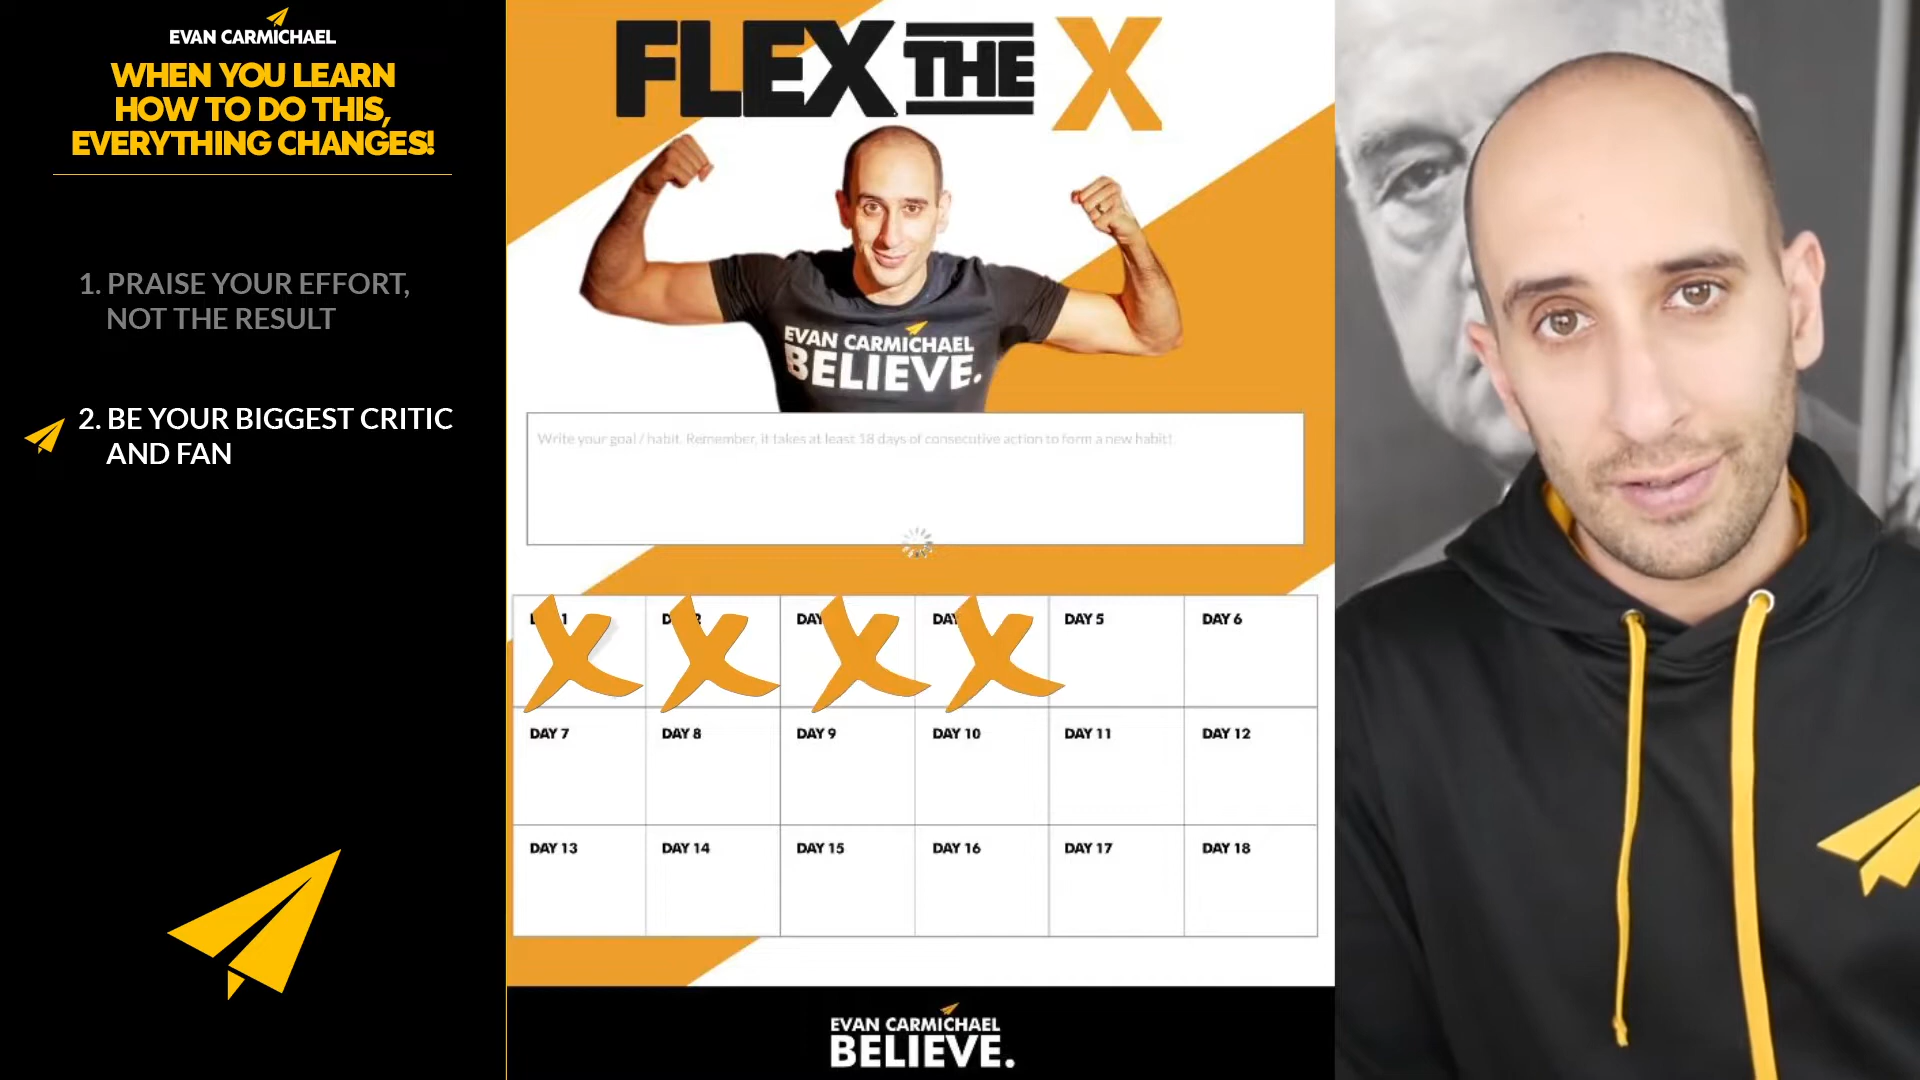 EVAN CARMICHAEL
WHEN YOU LEARN
HOW TO DO THIS,
EVERYTHING CHANGES!
1. PRAISE YOUR EFFORT,
NOT THE RESULT
2. BE YOUR BIGGEST CRITIC
AND FAN
FLEX THE X
EVAN CARMICHAEL
BELIEVE.
Write your goal / habit. Remember, it takes at least 18 days of consecutive action to form a new habit!
DAY 5 DAY 6
DAY 7 DAY 8 DAY 9 DAY 10 DAY 11 DAY 12
DAY 13 DAY 14 DAY 15 DAY 16 DAY 17 DAY 18
EVAN CARMICHAEL
BELIEVE.